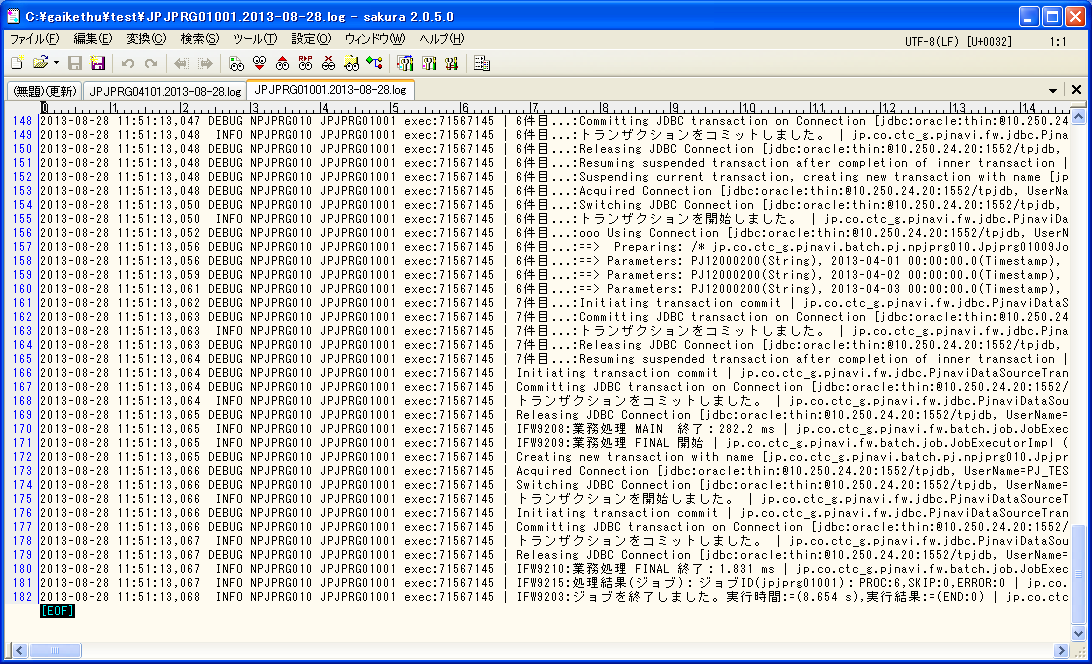 C:¥gaikethu¥test¥JPJPRG01001.2013-08-28.log - sakura 2.0.5.0
ファイル(F) 編集(E) 変換(C) 検索(S) ツール(T) 設定(O) ウィンドウ(W) ヘルプ(H) UTF-8(LF) [U+0032] 1:1
(無題)(更新) JPJPRG04101.2013-08-28.log JPJPRG01001.2013-08-28.log
0 1 2 3 4 5 6 7 8 9 10 11 12 13 14
148 2013-08-28 11:51:13,047 DEBUG NPJPRG010 JPJPRG01001 exec:71567145 | 6件目...:Committing JDBC transaction on Connection [jdbc:oracle:thin:@10.250.24
149 2013-08-28 11:51:13,048 INFO NPJPRG010 JPJPRG01001 exec:71567145 | 6件目...:トランザクションをコミットしました。 | jp.co.ctc_g.pjnavi.fw.jdbc.Pjna
150 2013-08-28 11:51:13,048 DEBUG NPJPRG010 JPJPRG01001 exec:71567145 | 6件目...:Releasing JDBC Connection [jdbc:oracle:thin:@10.250.24.20:1552/tpjdb,
151 2013-08-28 11:51:13,048 DEBUG NPJPRG010 JPJPRG01001 exec:71567145 | 6件目...:Resuming suspended transaction after completion of inner transaction |
152 2013-08-28 11:51:13,048 DEBUG NPJPRG010 JPJPRG01001 exec:71567145 | 6件目...:Suspending current transaction, creating new transaction with name [jp
153 2013-08-28 11:51:13,048 DEBUG NPJPRG010 JPJPRG01001 exec:71567145 | 6件目...:Acquired Connection [jdbc:oracle:thin:@10.250.24.20:1552/tpjdb, UserNa
154 2013-08-28 11:51:13,050 DEBUG NPJPRG010 JPJPRG01001 exec:71567145 | 6件目...:Switching JDBC Connection [jdbc:oracle:thin:@10.250.24.20:1552/tpjdb,
155 2013-08-28 11:51:13,050 INFO NPJPRG010 JPJPRG01001 exec:71567145 | 6件目...:トランザクションを開始しました。 | jp.co.ctc_g.pjnavi.fw.jdbc.PjnaviDa
156 2013-08-28 11:51:13,052 DEBUG NPJPRG010 JPJPRG01001 exec:71567145 | 6件目...:ooo Using Connection [jdbc:oracle:thin:@10.250.24.20:1552/tpjdb, UserN
157 2013-08-28 11:51:13,056 DEBUG NPJPRG010 JPJPRG01001 exec:71567145 | 6件目...:==> Preparing: /* jp.co.ctc_g.pjnavi.batch.pj.npjprg010.Jpjprg01009Jo
158 2013-08-28 11:51:13,056 DEBUG NPJPRG010 JPJPRG01001 exec:71567145 | 6件目...:==> Parameters: PJ12000200(String), 2013-04-01 00:00:00.0(Timestamp),
159 2013-08-28 11:51:13,059 DEBUG NPJPRG010 JPJPRG01001 exec:71567145 | 6件目...:==> Parameters: PJ12000200(String), 2013-04-02 00:00:00.0(Timestamp),
160 2013-08-28 11:51:13,061 DEBUG NPJPRG010 JPJPRG01001 exec:71567145 | 6件目...:==> Parameters: PJ12000200(String), 2013-04-03 00:00:00.0(Timestamp),
161 2013-08-28 11:51:13,062 INFO NPJPRG010 JPJPRG01001 exec:71567145 | 7件目...:Initiating transaction commit | jp.co.ctc_g.pjnavi.fw.jdbc.PjnaviDataS
162 2013-08-28 11:51:13,063 DEBUG NPJPRG010 JPJPRG01001 exec:71567145 | 7件目...:Committing JDBC transaction on Connection [jdbc:oracle:thin:@10.250.24
163 2013-08-28 11:51:13,063 INFO NPJPRG010 JPJPRG01001 exec:71567145 | 7件目...:トランザクションをコミットしました。 | jp.co.ctc_g.pjnavi.fw.jdbc.Pjna
164 2013-08-28 11:51:13,063 DEBUG NPJPRG010 JPJPRG01001 exec:71567145 | 7件目...:Releasing JDBC Connection [jdbc:oracle:thin:@10.250.24.20:1552/tpjdb,
165 2013-08-28 11:51:13,064 DEBUG NPJPRG010 JPJPRG01001 exec:71567145 | 7件目...:Resuming suspended transaction after completion of inner transaction |
166 2013-08-28 11:51:13,064 DEBUG NPJPRG010 JPJPRG01001 exec:71567145 | Initiating transaction commit | jp.co.ctc_g.pjnavi.fw.jdbc.PjnaviDataSourceTran
167 2013-08-28 11:51:13,064 DEBUG NPJPRG010 JPJPRG01001 exec:71567145 | Committing JDBC transaction on Connection [jdbc:oracle:thin:@10.250.24.20:1552/
168 2013-08-28 11:51:13,064 INFO NPJPRG010 JPJPRG01001 exec:71567145 | トランザクションをコミットしました。 | jp.co.ctc_g.pjnavi.fw.jdbc.PjnaviDataSou
169 2013-08-28 11:51:13,065 DEBUG NPJPRG010 JPJPRG01001 exec:71567145 | Releasing JDBC Connection [jdbc:oracle:thin:@10.250.24.20:1552/tpjdb, UserName=
170 2013-08-28 11:51:13,065 INFO NPJPRG010 JPJPRG01001 exec:71567145 | IFW9208:業務処理 MAIN 終了：282.2 ms | jp.co.ctc_g.pjnavi.fw.batch.job.JobExec
171 2013-08-28 11:51:13,065 INFO NPJPRG010 JPJPRG01001 exec:71567145 | IFW9209:業務処理 FINAL 開始 | jp.co.ctc_g.pjnavi.fw.batch.job.JobExecutorImpl (
172 2013-08-28 11:51:13,065 DEBUG NPJPRG010 JPJPRG01001 exec:71567145 | Creating new transaction with name [jp.co.ctc_g.pjnavi.batch.pj.npjprg010.Jpjpr
173 2013-08-28 11:51:13,066 DEBUG NPJPRG010 JPJPRG01001 exec:71567145 | Acquired Connection [jdbc:oracle:thin:@10.250.24.20:1552/tpjdb, UserName=PJ_TES
174 2013-08-28 11:51:13,066 DEBUG NPJPRG010 JPJPRG01001 exec:71567145 | Switching JDBC Connection [jdbc:oracle:thin:@10.250.24.20:1552/tpjdb, UserName=
175 2013-08-28 11:51:13,066 INFO NPJPRG010 JPJPRG01001 exec:71567145 | トランザクションを開始しました。 | jp.co.ctc_g.pjnavi.fw.jdbc.PjnaviDataSourceT
176 2013-08-28 11:51:13,066 INFO NPJPRG010 JPJPRG01001 exec:71567145 | Initiating transaction commit | jp.co.ctc_g.pjnavi.fw.jdbc.PjnaviDataSourceTran
177 2013-08-28 11:51:13,066 DEBUG NPJPRG010 JPJPRG01001 exec:71567145 | Committing JDBC transaction on Connection [jdbc:oracle:thin:@10.250.24.20:1552/
178 2013-08-28 11:51:13,067 INFO NPJPRG010 JPJPRG01001 exec:71567145 | トランザクションをコミットしました。 | jp.co.ctc_g.pjnavi.fw.jdbc.PjnaviDataSou
179 2013-08-28 11:51:13,067 DEBUG NPJPRG010 JPJPRG01001 exec:71567145 | Releasing JDBC Connection [jdbc:oracle:thin:@10.250.24.20:1552/tpjdb, UserName=
180 2013-08-28 11:51:13,067 INFO NPJPRG010 JPJPRG01001 exec:71567145 | IFW9210:業務処理 FINAL 終了：1.831 ms | jp.co.ctc_g.pjnavi.fw.batch.job.JobExec
181 2013-08-28 11:51:13,068 INFO NPJPRG010 JPJPRG01001 exec:71567145 | IFW9215:処理結果(ジョブ)：ジョブID(jpjprg01001)：PROC:6,SKIP:0,ERROR:0 | jp.co.
182 2013-08-28 11:51:13,068 INFO NPJPRG010 JPJPRG01001 exec:71567145 | IFW9203:ジョブを終了しました。実行時間:=(8.654 s),実行結果:=(END:0) | jp.co.ctc
[EOF]